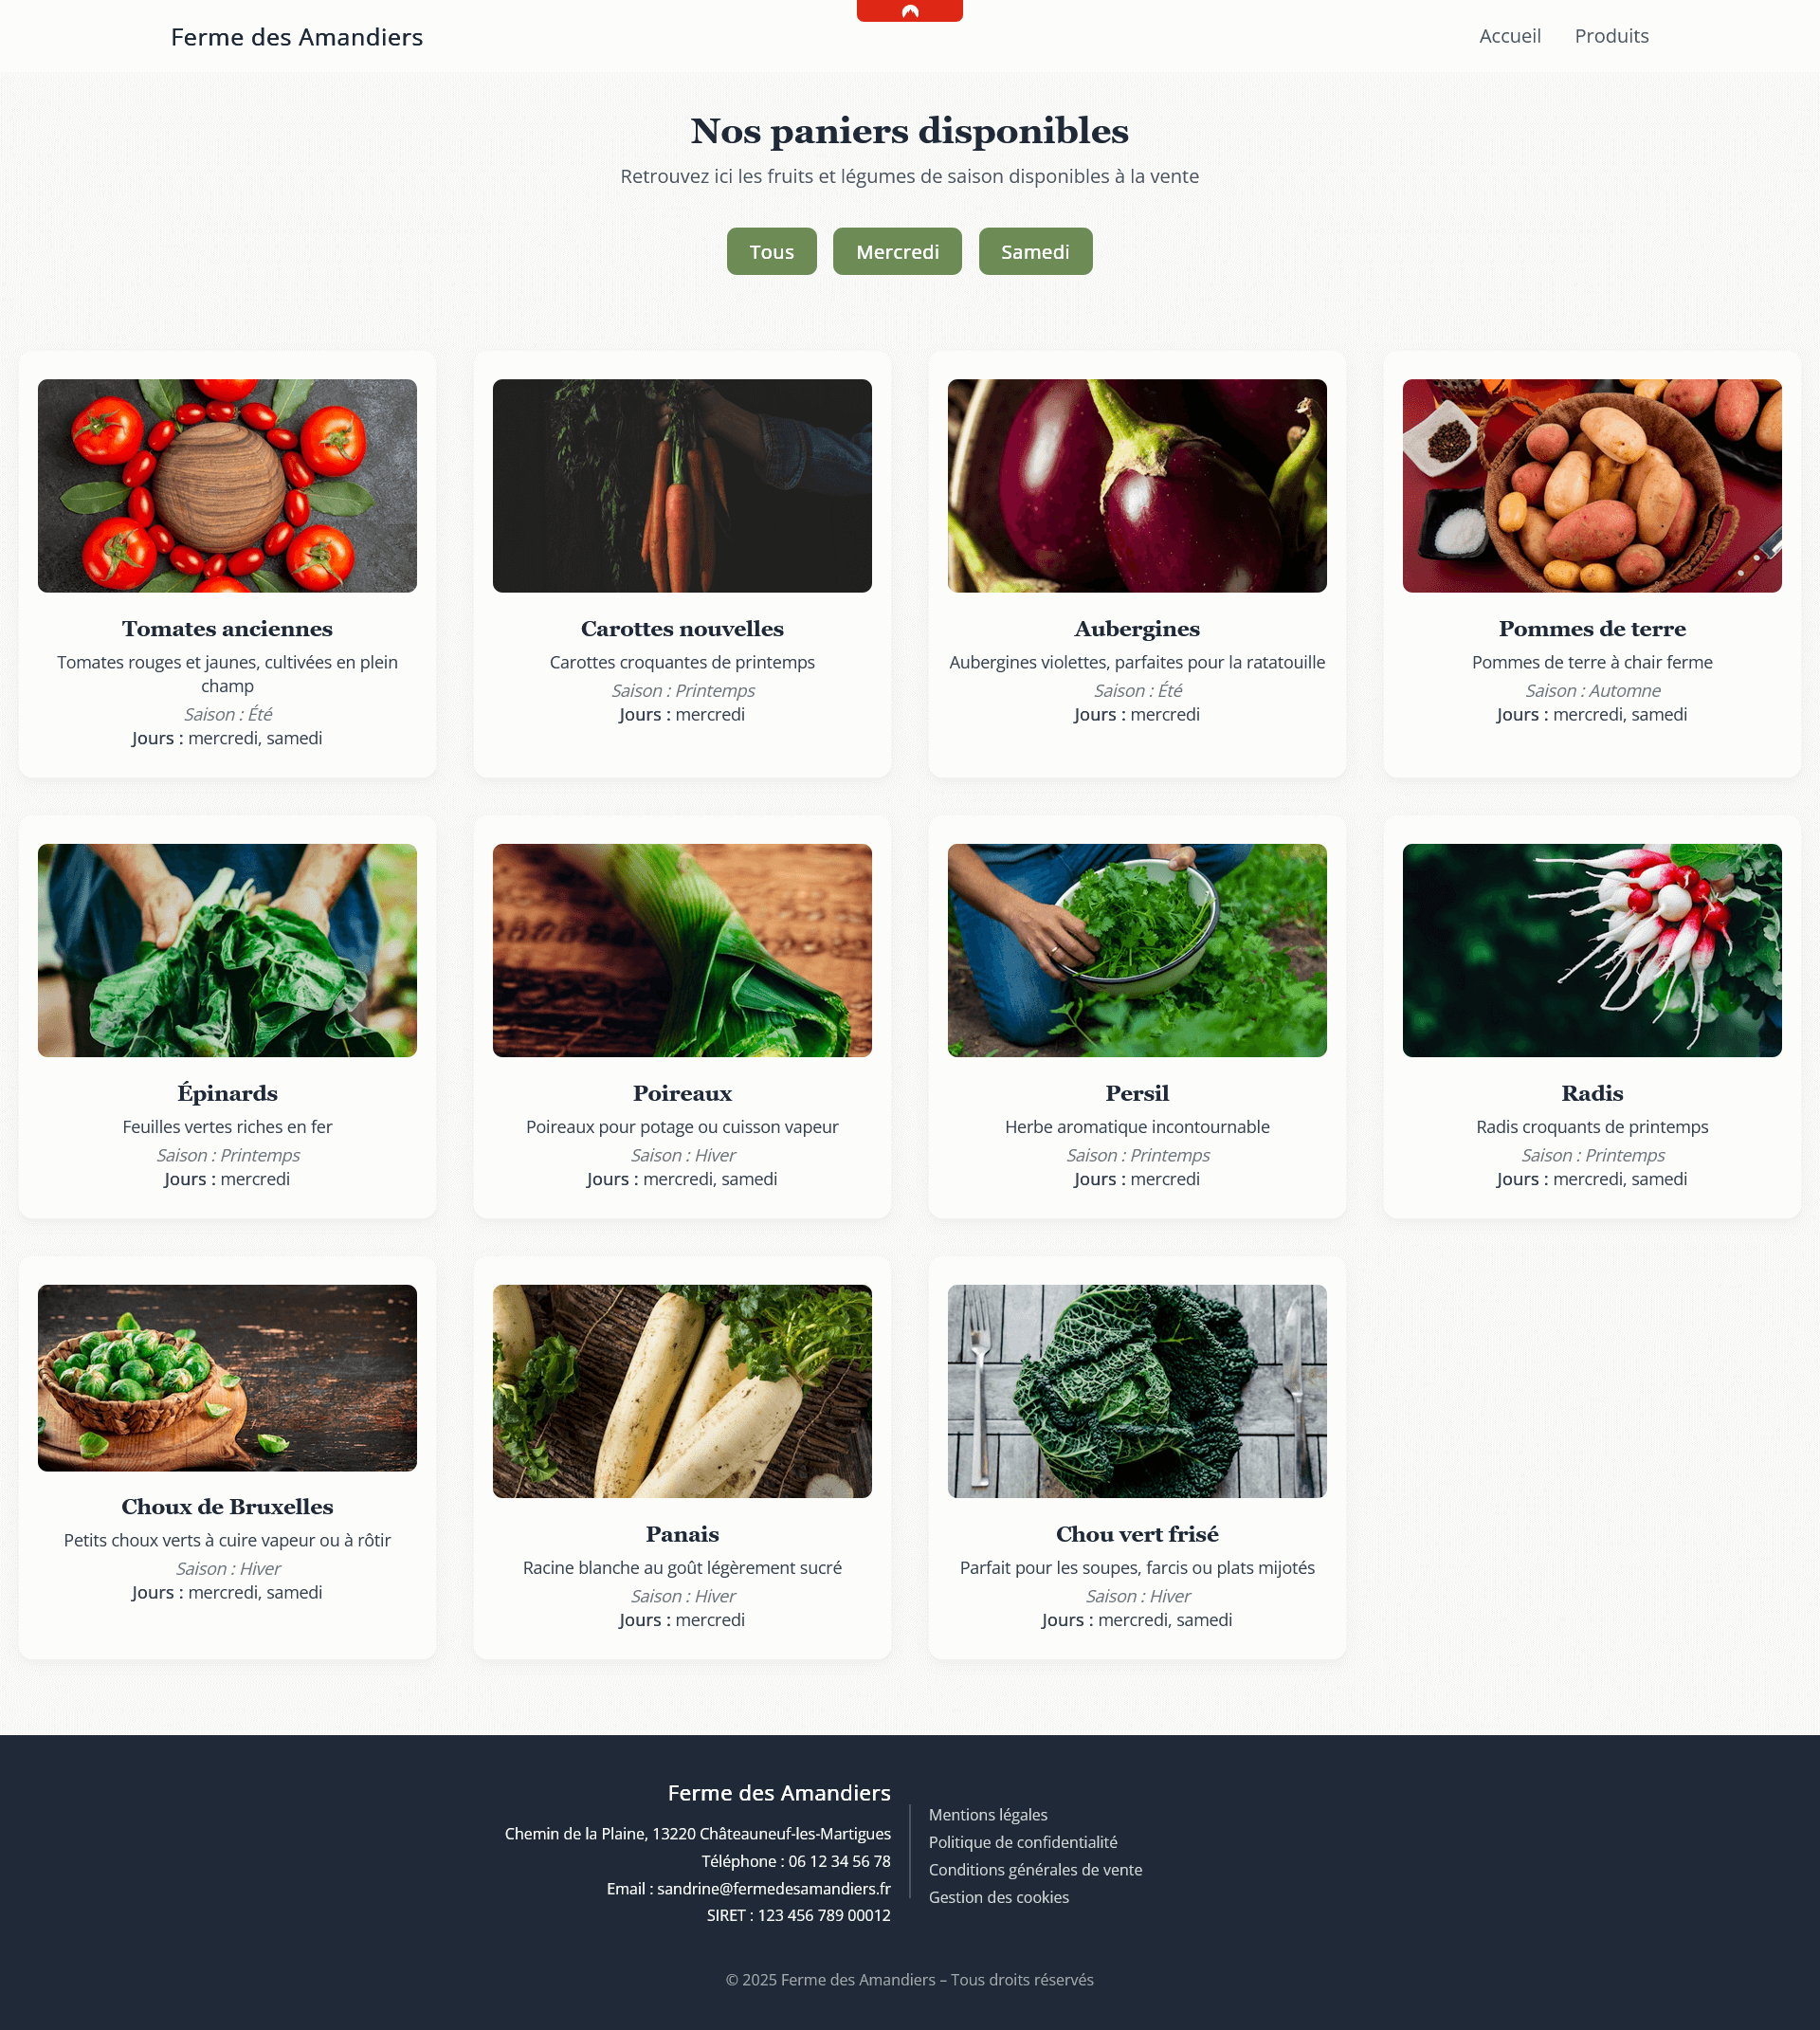 Ferme des Amandiers
Accueil
Produits
Nos paniers disponibles
Retrouvez ici les fruits et légumes de saison disponibles à la vente
Tous
Mercredi
Samedi
Tomates anciennes
Tomates rouges et jaunes, cultivées en plein
champ
Saison : Été
Jours : mercredi, samedi
Carottes nouvelles
Carottes croquantes de printemps
Saison : Printemps
Jours : mercredi
Aubergines
Aubergines violettes, parfaites pour la ratatouille
Saison : Été
Jours : mercredi
Pommes de terre
Pommes de terre à chair ferme
Saison : Automne
Jours : mercredi, samedi
Épinards
Feuilles vertes riches en fer
Saison : Printemps
Jours : mercredi
Poireaux
Poireaux pour potage ou cuisson vapeur
Saison : Hiver
Jours : mercredi, samedi
Persil
Herbe aromatique incontournable
Saison : Printemps
Jours : mercredi
Radis
Radis croquants de printemps
Saison : Printemps
Jours : mercredi, samedi
Choux de Bruxelles
Petits choux verts à cuire vapeur ou à rôtir
Saison : Hiver
Jours : mercredi, samedi
Panais
Racine blanche au goût légèrement sucré
Saison : Hiver
Jours : mercredi
Chou vert frisé
Parfait pour les soupes, farcis ou plats mijotés
Saison : Hiver
Jours : mercredi, samedi
Ferme des Amandiers
Chemin de la Plaine, 13220 Châteauneuf-les-Martigues
Téléphone : 06 12 34 56 78
Email : sandrine@fermedesamandiers.fr
SIRET : 123 456 789 00012
Mentions légales
Politique de confidentialité
Conditions générales de vente
Gestion des cookies
© 2025 Ferme des Amandiers – Tous droits réservés